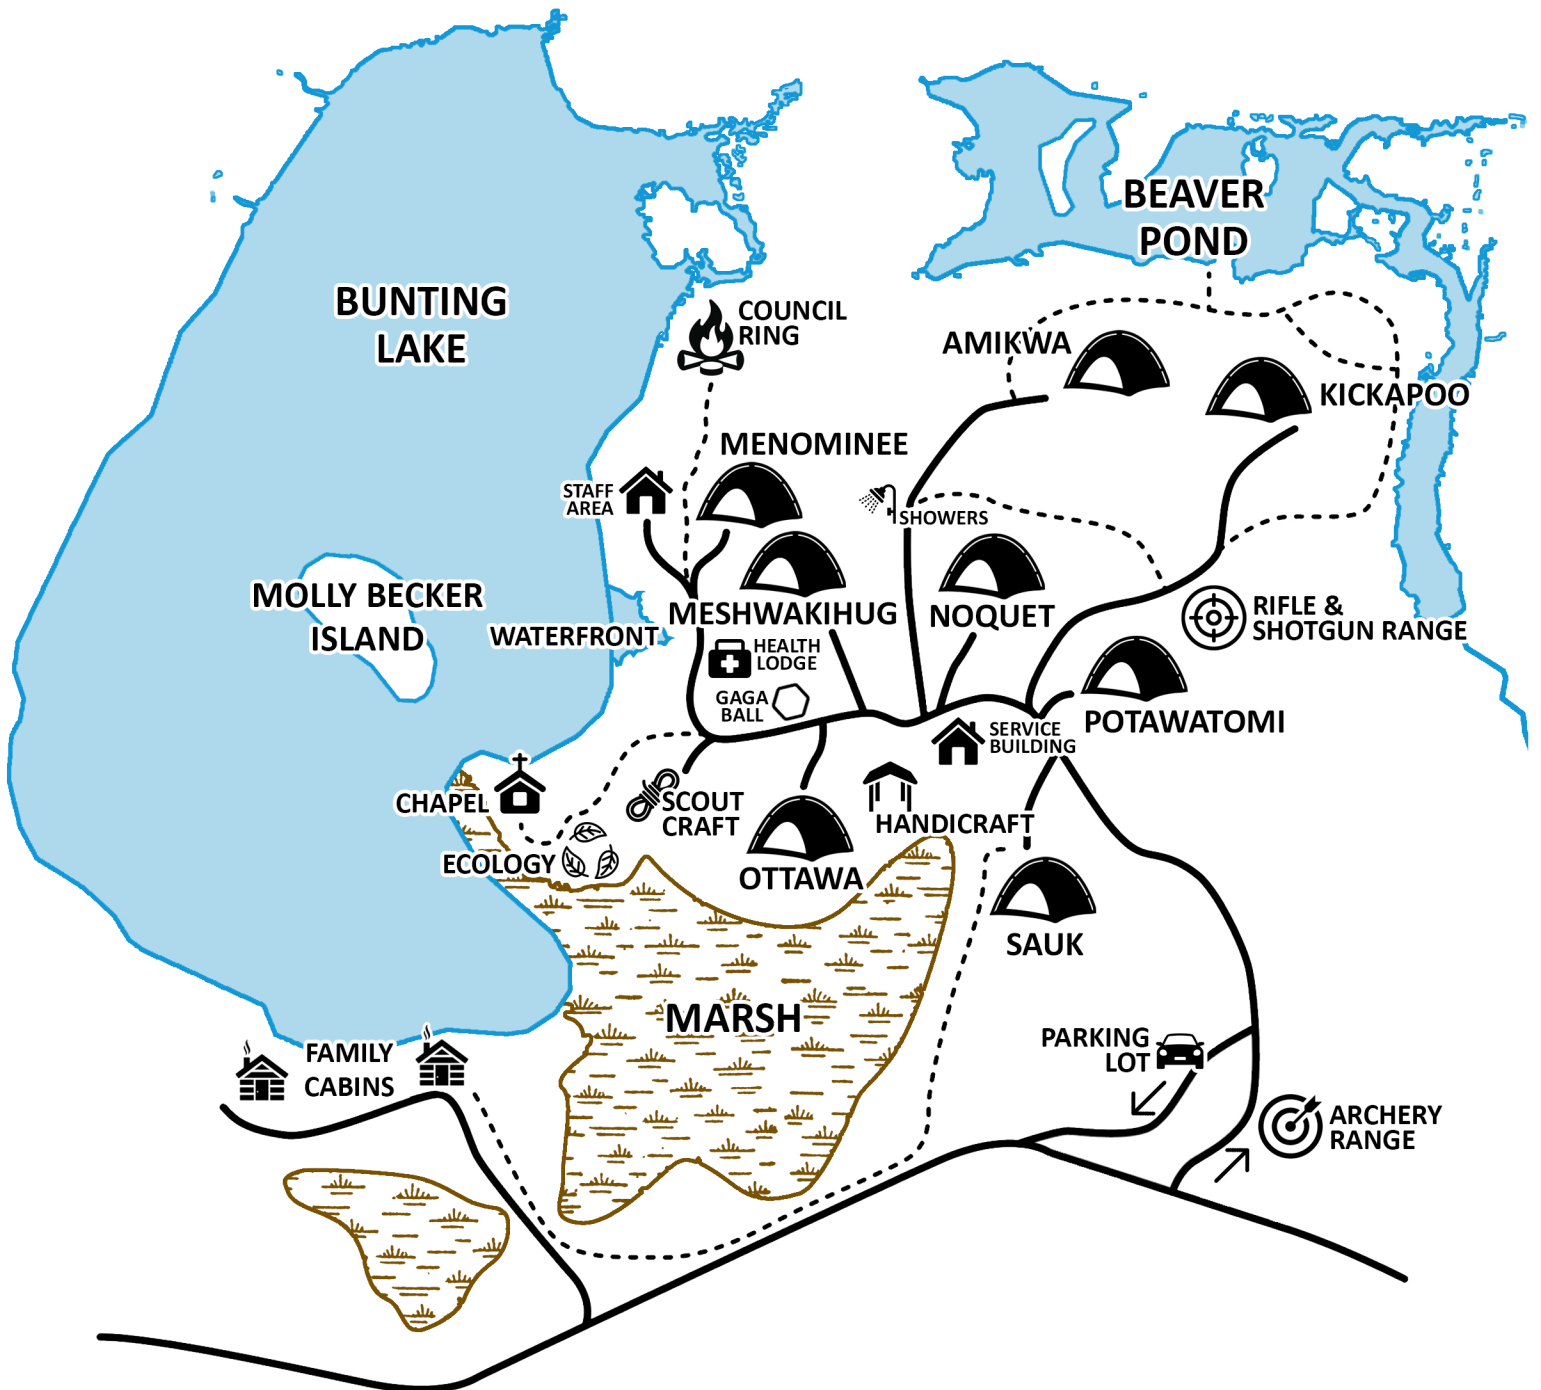 BEAVER
POND
BUNTING
LAKE
COUNCIL
RING
AMIKWA
KICKAPOO
MENOMINEE
STAFF
AREA
SHOWERS
MOLLY BECKER
ISLAND
WATERFRONT
MESHWAKIHUG
NOQUET
RIFLE &
SHOTGUN RANGE
HEALTH
LODGE
GAGA
BALL
POTAWATOMI
SERVICE
BUILDING
CHAPEL
SCOUT
CRAFT
HANDICRAFT
ECOLOGY
OTTAWA
SAUK
MARSH
PARKING
LOT
FAMILY
CABINS
ARCHERY
RANGE